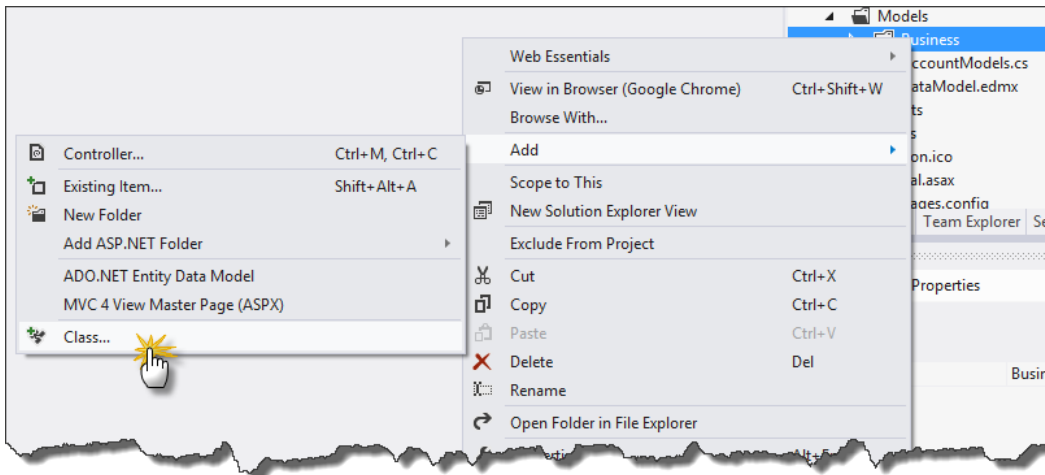 Models
Business
Web Essentials
ccountModels.cs
View in Browser (Google Chrome) Ctrl+Shift+W
ataModel.edmx
Browse With...
ts
Add
s
Controller... Ctrl+M, Ctrl+C
on.ico
Existing Item... Shift+Alt+A
Scope to This
al.asax
New Folder
New Solution Explorer View
ages.config
Team Explorer Se
Add ASP.NET Folder
Exclude From Project
ADO.NET Entity Data Model
Cut Ctrl+X
Properties
MVC 4 View Master Page (ASPX)
Copy Ctrl+C
Class...
Paste Ctrl+V
Delete Del
Busin
Rename
Open Folder in File Explorer